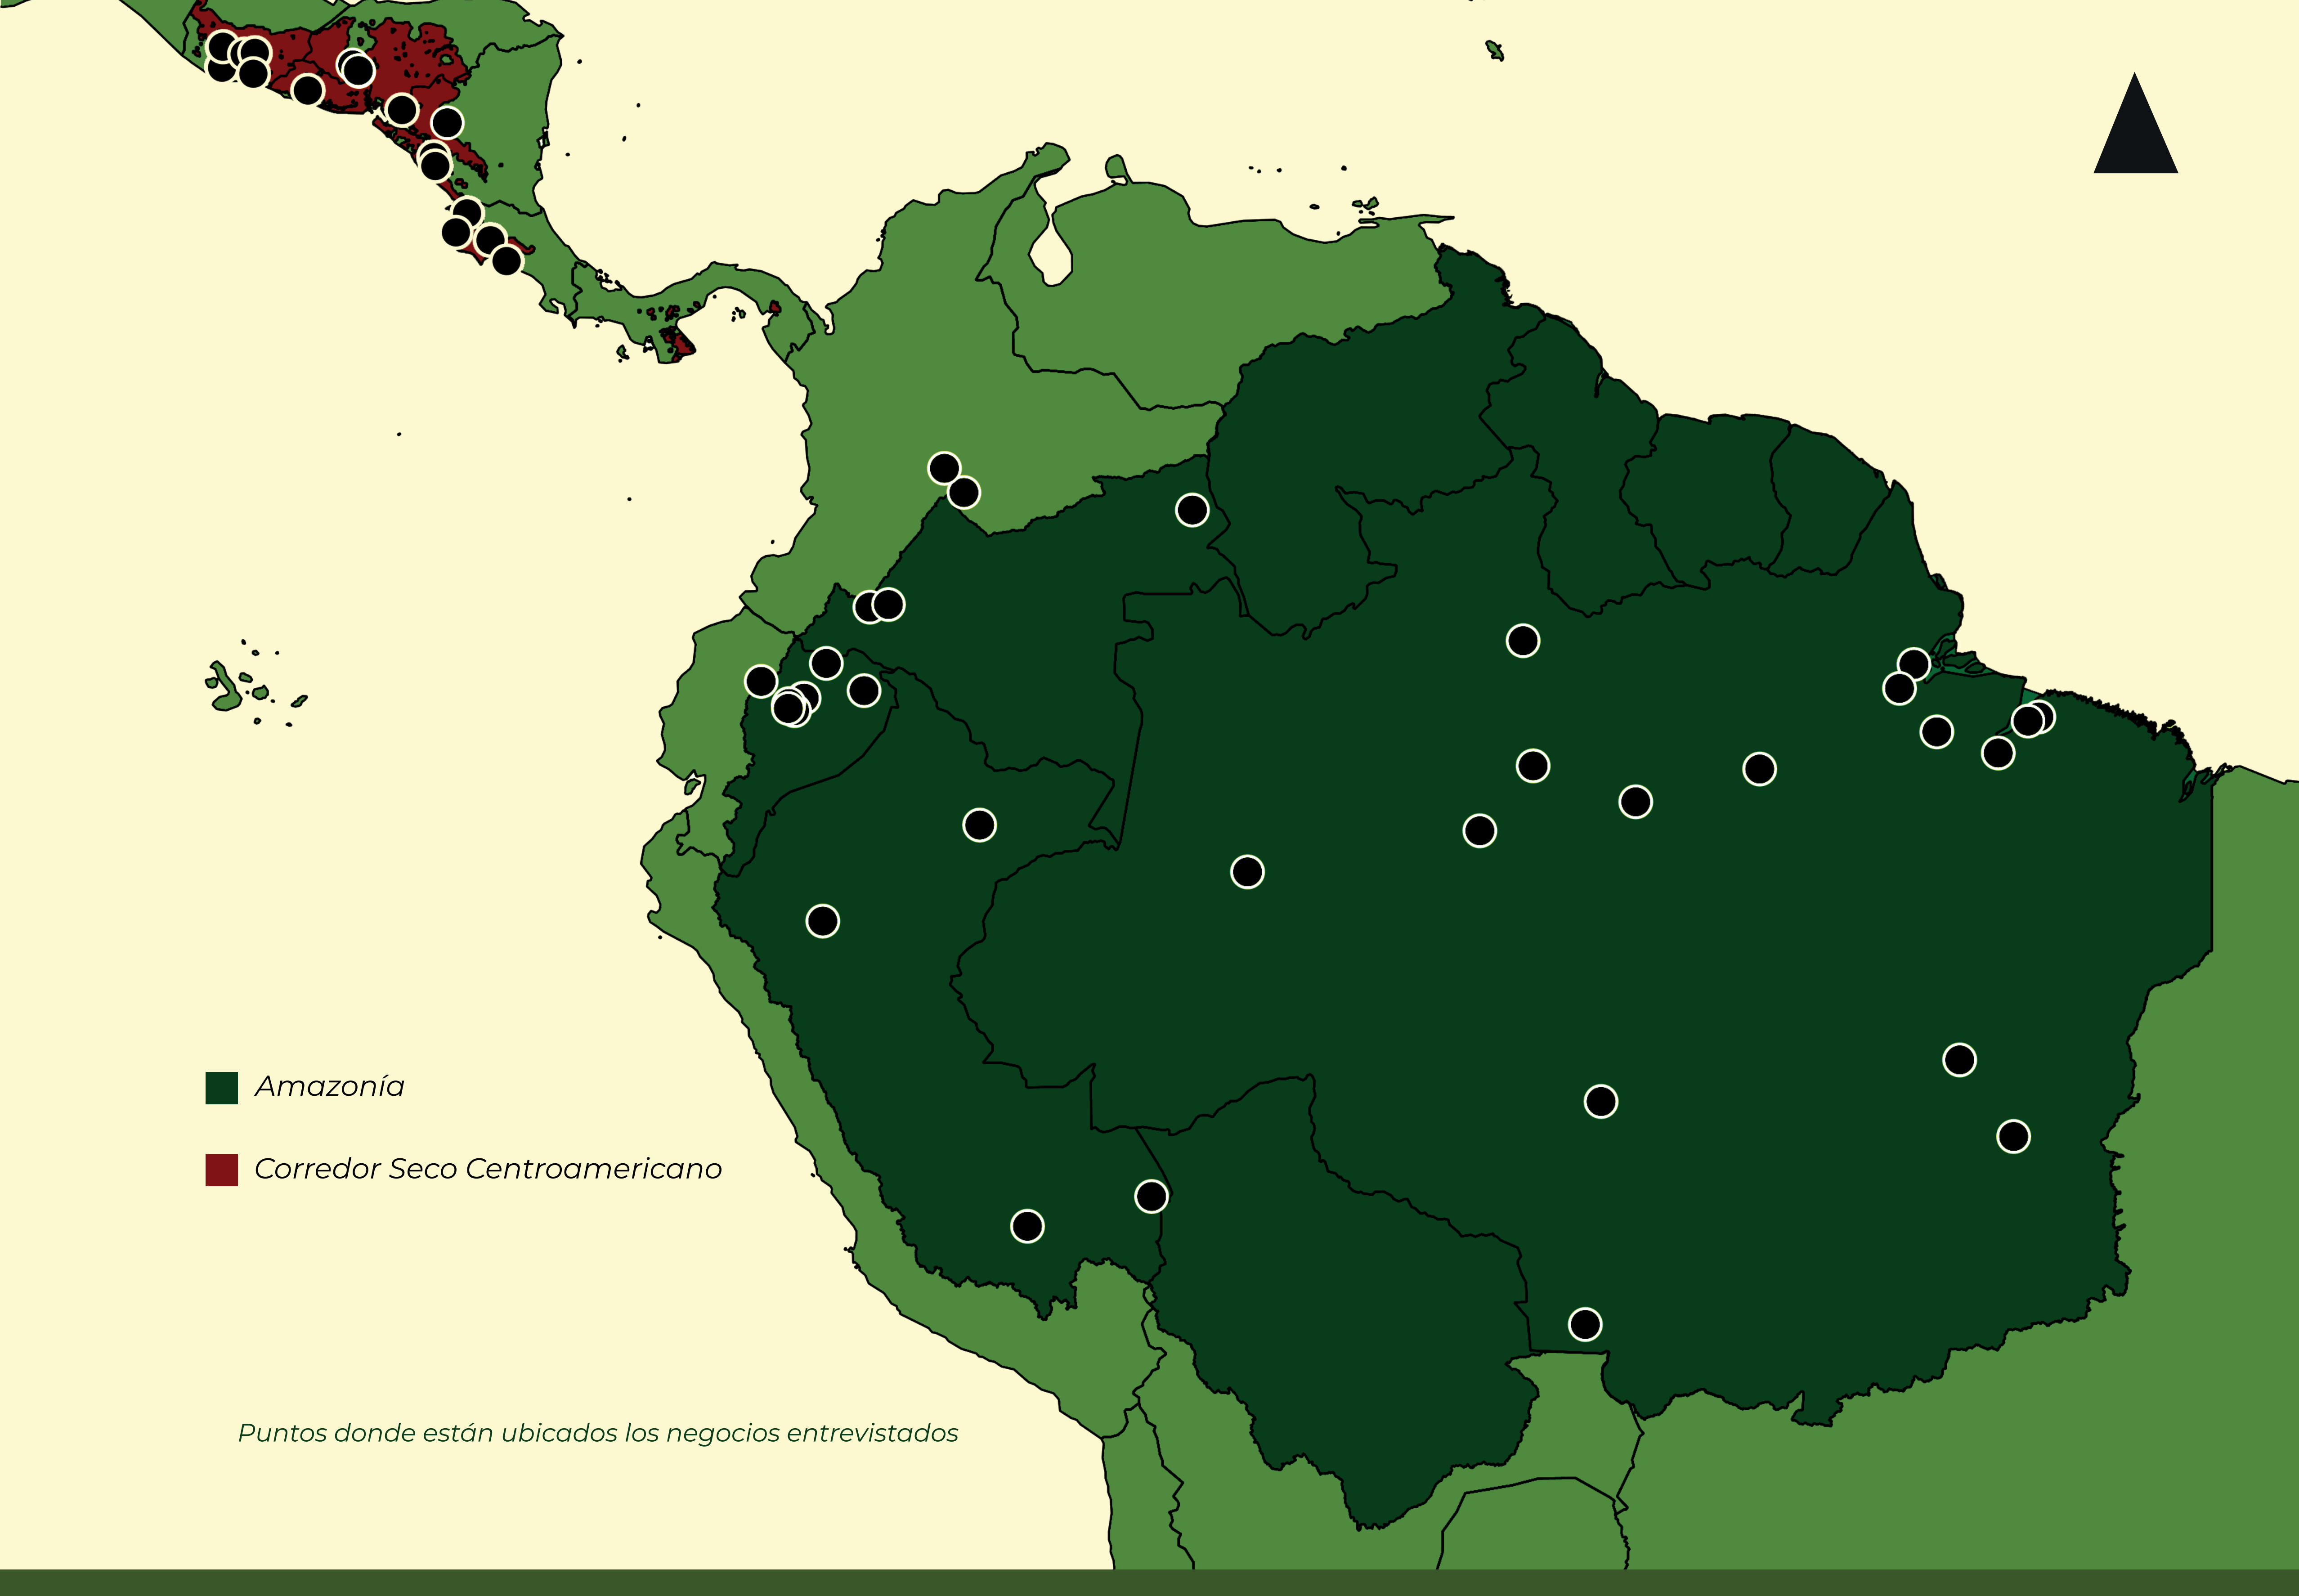 Amazonía
Corredor Seco Centroamericano
Puntos donde están ubicados los negocios entrevistados